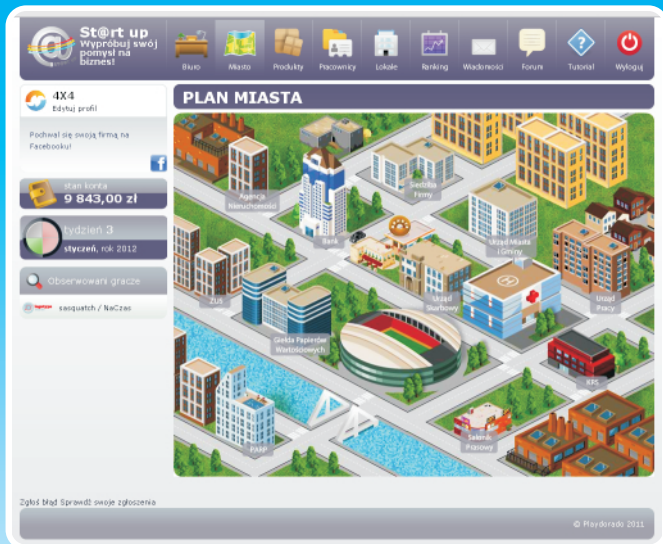 St@rt up
Wypróbuj swój
pomysł na
biznes!
Biuro
Miasto
Produkty
Pracownicy
Lokale
Ranking
Wiadomości
Forum
Tutorial
Wyloguj
4X4
Edytuj profil
Pochwal się swoją firmą na
Facebooku!
stan konta
9 843,00 zł
tydzień 3
styczeń, rok 2012
Obserwowani gracze
sasquatch / NaCzas
PLAN MIASTA
Agencja
Nieruchomości
Bank
Siedziba
Firmy
Urząd Miasta
i Gminy
ZUS
Urząd
Skarbowy
Urząd
Pracy
Giełda Papierów
Wartościowych
KRS
PARP
Salonik
Prasowy
Zgłoś błąd Sprawdź swoje zgłoszenia
© Playdorado 2011